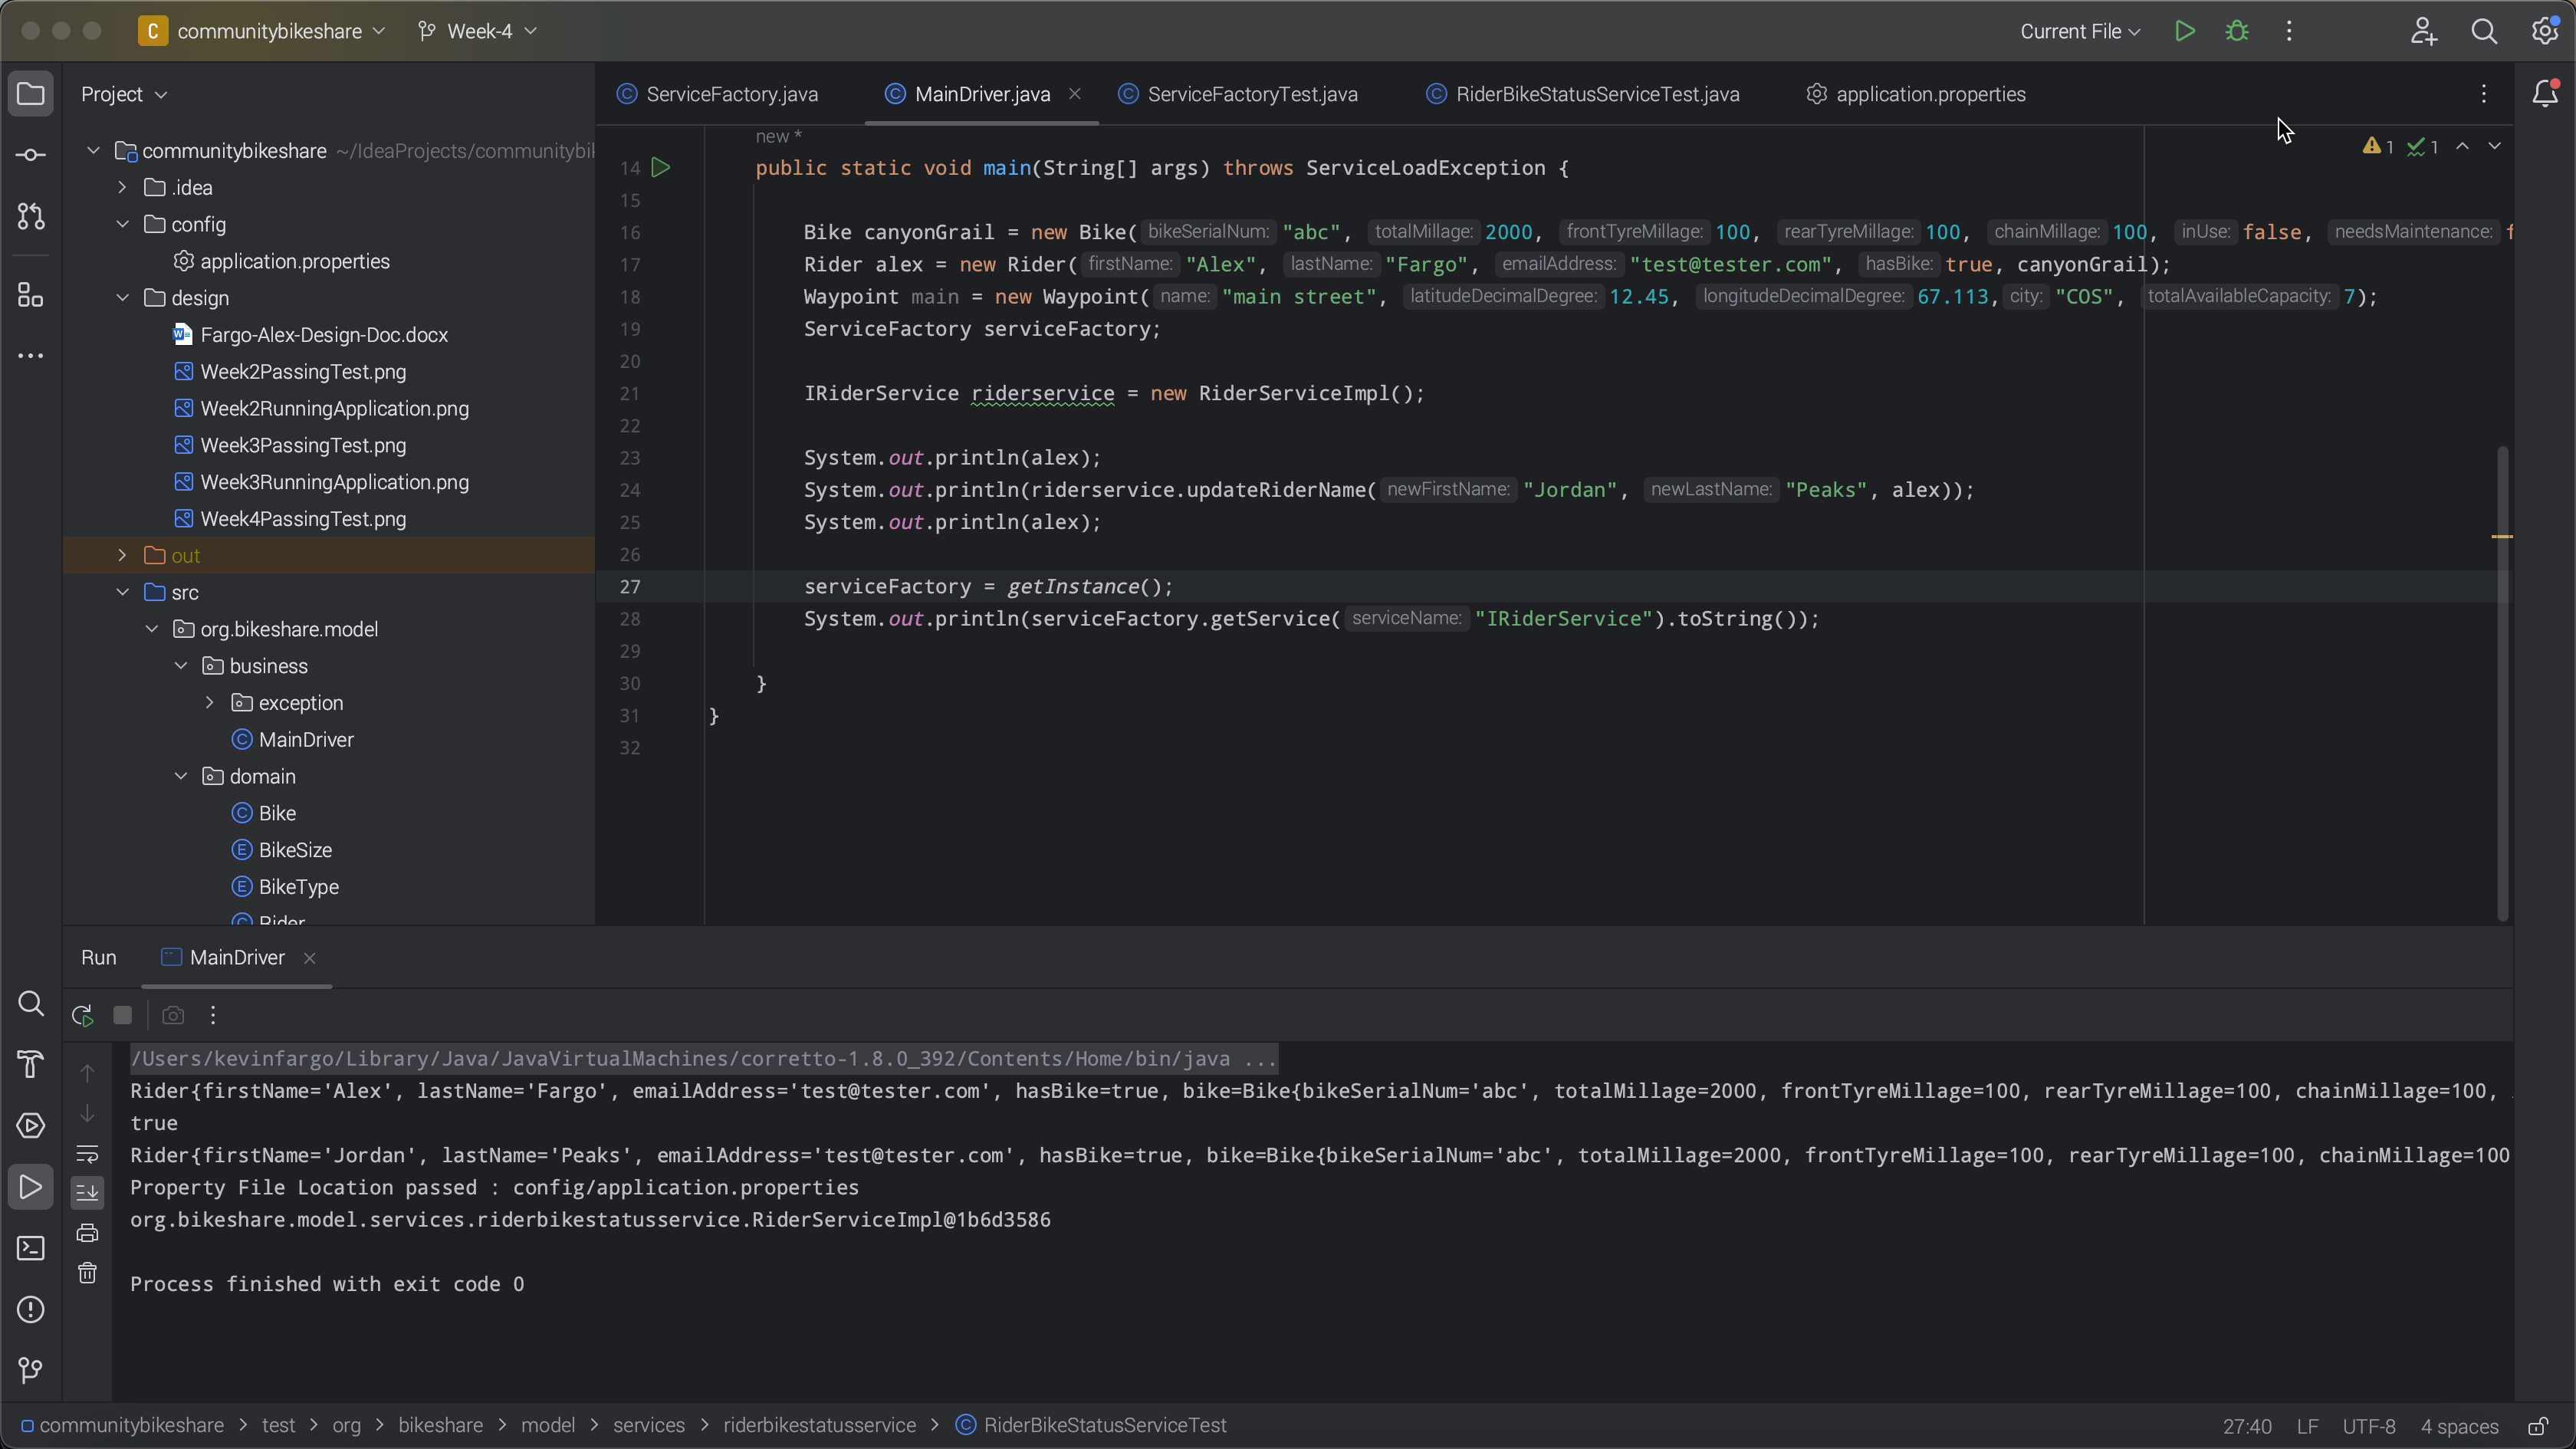 C communitybikeshare Week-4 Current File
Project
ServiceFactory.java MainDriver.java ServiceFactoryTest.java RiderBikeStatusServiceTest.java application.properties
communitybikeshare ~/IdeaProjects/communitybi
.idea
config
application.properties
design
Fargo-Alex-Design-Doc.docx
Week2PassingTest.png
Week2RunningApplication.png
Week3PassingTest.png
Week3RunningApplication.png
Week4PassingTest.png
out
src
org.bikeshare.model
business
exception
C MainDriver
domain
C Bike
E BikeSize
E BikeType
C Rider
new *
1 1
14 public static void main(String[] args) throws ServiceLoadException {
15
16 Bike canyonGrail = new Bike( bikeSerialNum: "abc", totalMillage: 2000, frontTyreMillage: 100, rearTyreMillage: 100, chainMillage: 100, inUse: false, needsMaintenance: f
17 Rider alex = new Rider( firstName: "Alex", lastName: "Fargo", emailAddress: "test@tester.com", hasBike: true, canyonGrail);
18 Waypoint main = new Waypoint( name: "main street", latitudeDecimalDegree: 12.45, longitudeDecimalDegree: 67.113, city: "COS", totalAvailableCapacity: 7);
19 ServiceFactory serviceFactory;
20
21 IRiderService riderservice = new RiderServiceImpl();
22
23 System.out.println(alex);
24 System.out.println(riderservice.updateRiderName( newFirstName: "Jordan", newLastName: "Peaks", alex));
25 System.out.println(alex);
26
27 serviceFactory = getInstance();
28 System.out.println(serviceFactory.getService( serviceName: "IRiderService").toString());
29
30 }
31 }
32
Run MainDriver
/Users/kevinfargo/Library/Java/JavaVirtualMachines/corretto-1.8.0_392/Contents/Home/bin/java ...
Rider{firstName='Alex', lastName='Fargo', emailAddress='test@tester.com', hasBike=true, bike=Bike{bikeSerialNum='abc', totalMillage=2000, frontTyreMillage=100, rearTyreMillage=100, chainMillage=100,
true
Rider{firstName='Jordan', lastName='Peaks', emailAddress='test@tester.com', hasBike=true, bike=Bike{bikeSerialNum='abc', totalMillage=2000, frontTyreMillage=100, rearTyreMillage=100, chainMillage=100
Property File Location passed : config/application.properties
org.bikeshare.model.services.riderbikestatusservice.RiderServiceImpl@1b6d3586
Process finished with exit code 0
communitybikeshare > test > org > bikeshare > model > services > riderbikestatusservice > C RiderBikeStatusServiceTest 27:40 LF UTF-8 4 spaces